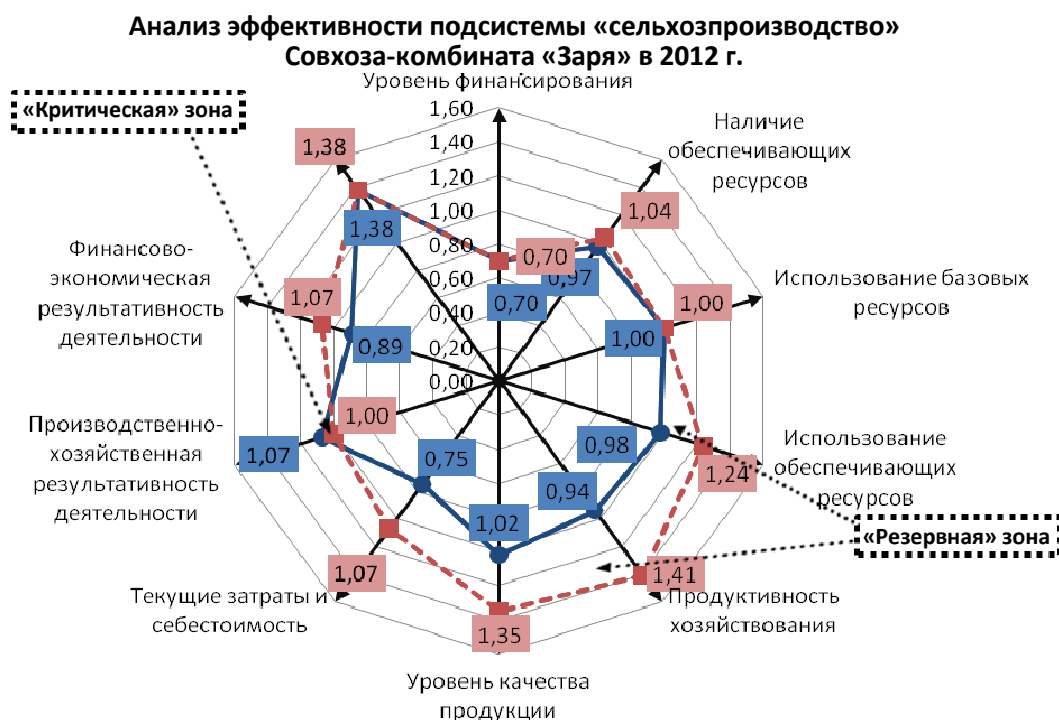 Анализ эффективности подсистемы «сельхозпроизводство»
Совхоза-комбината «Заря» в 2012 г.
Уровень финансирования
«Критическая» зона
1,60
1,40
1,20
1,00
0,80
0,60
0,40
0,20
0,00
Наличие
обеспечивающих
ресурсов
1,38
1,38
1,04
0,97
0,70
0,70
Финансово-
экономическая
результативность
деятельности
1,07
0,89
Использование базовых
ресурсов
1,00
1,00
Производственно-
хозяйственная
результативность
деятельности
1,00
1,07
Использование
обеспечивающих
ресурсов
0,98
1,24
«Резервная» зона
0,75
0,94
1,02
1,07
1,41
1,35
Текущие затраты и
себестоимость
Продуктивность
хозяйствования
Уровень качества
продукции